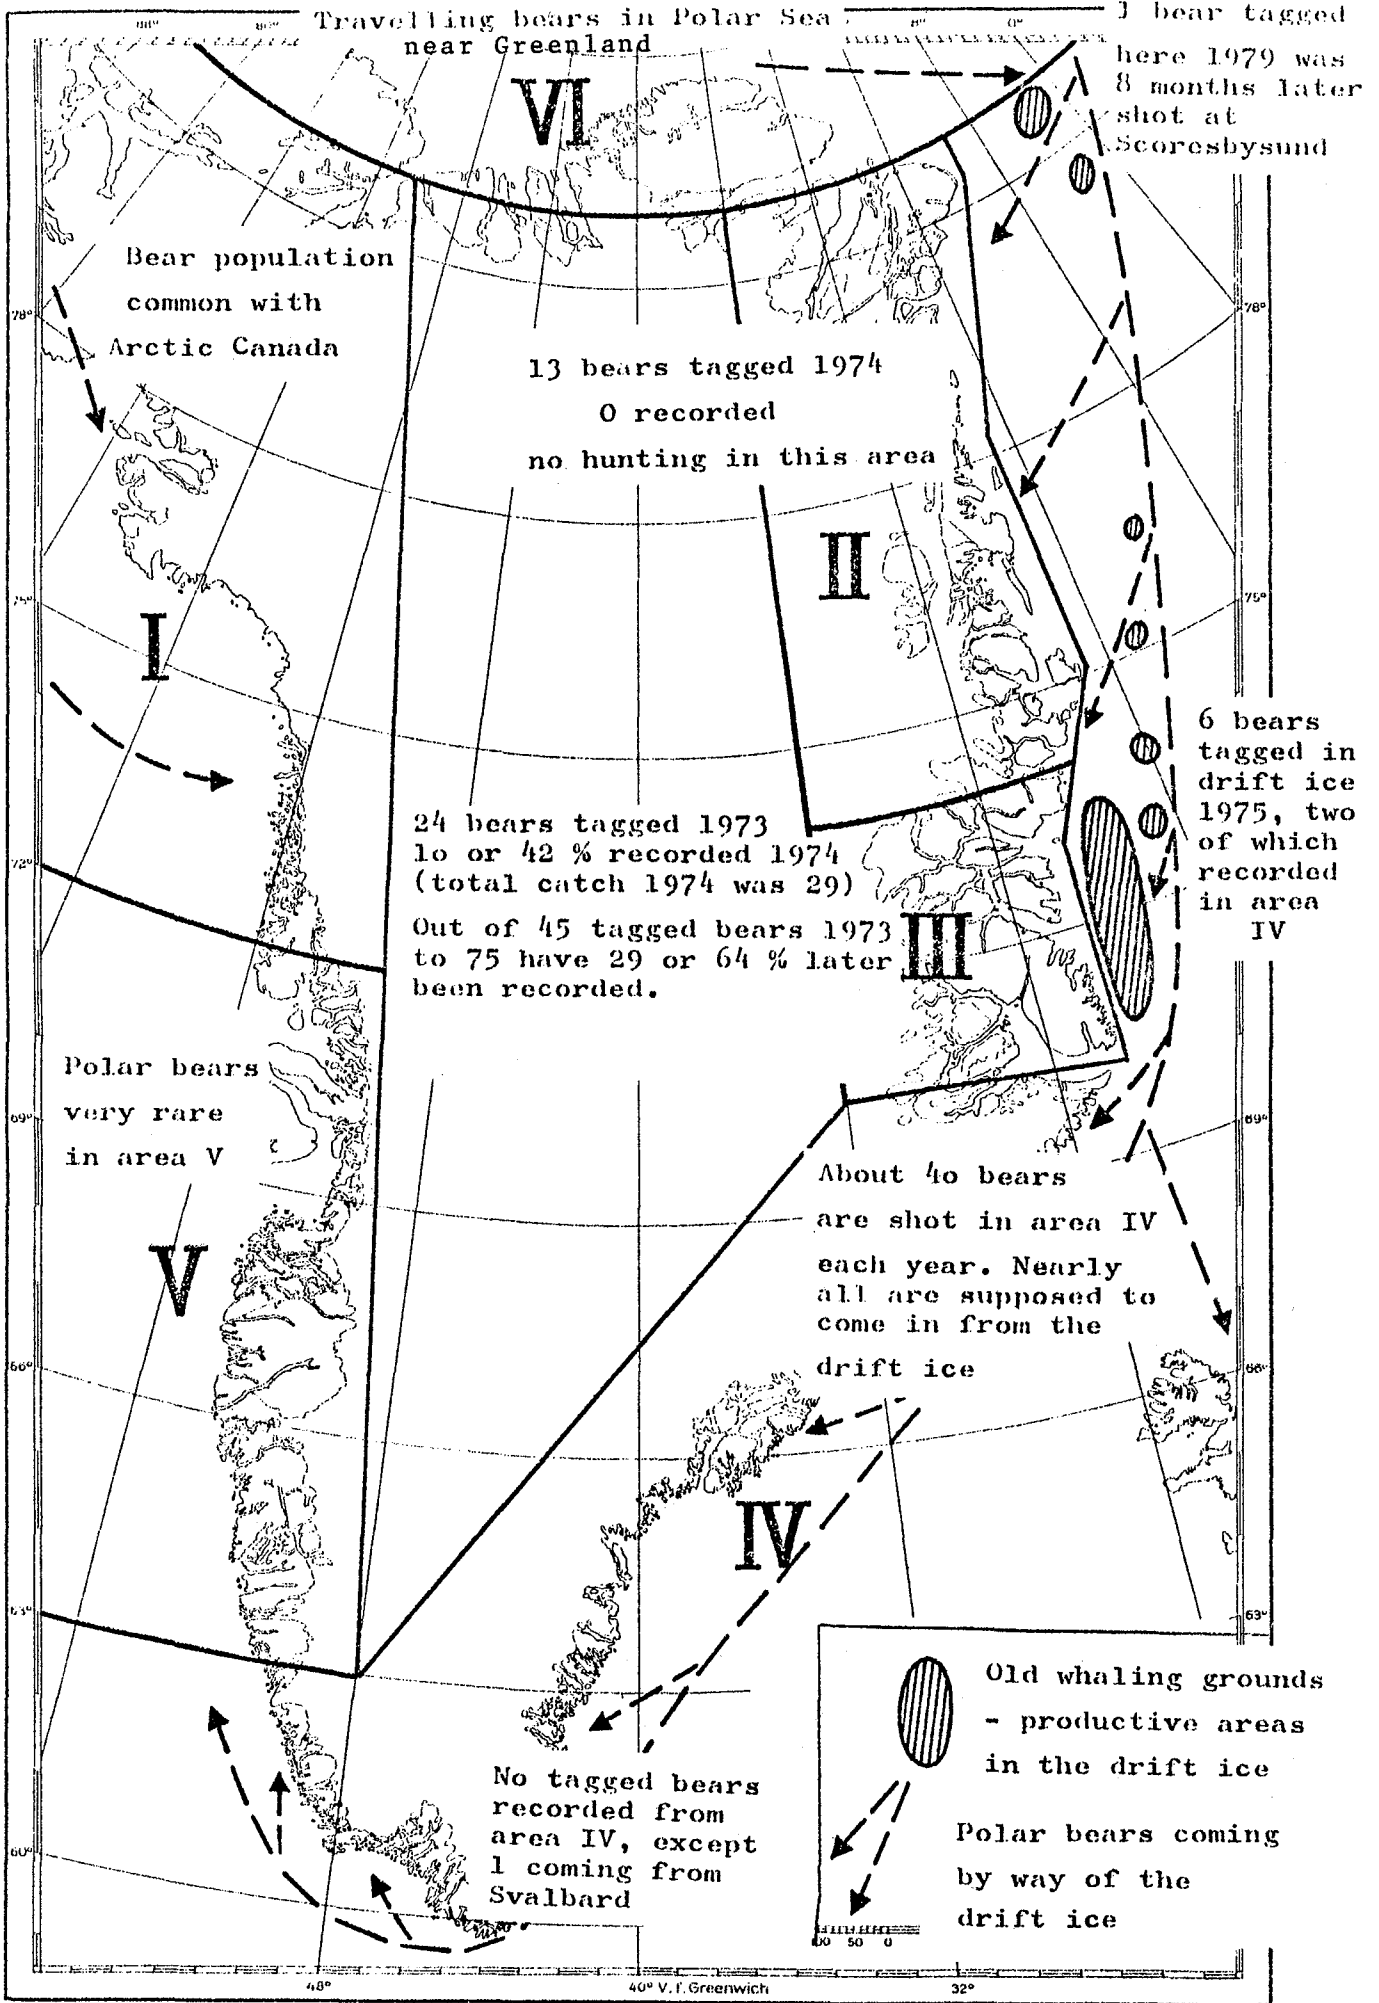 Travelling bears in Polar Sea
near Greenland
1 bear tagged
here 1979 was
8 months later
shot at
Scoresbysund
88°
80°
8°
0°
VI
Bear population
common with
Arctic Canada
78°
78°
13 bears tagged 1974
0 recorded
no hunting in this area
II
75°
75°
I
6 bears
tagged in
drift ice
1975, two
of which
recorded
in area
IV
24 bears tagged 1973
1o or 42 % recorded 1974
(total catch 1974 was 29)
Out of 45 tagged bears 1973
to 75 have 29 or 64 % later
been recorded.
III
72°
Polar bears
very rare
in area V
69°
69°
V
About 4o bears
are shot in area IV
each year. Nearly
all are supposed to
come in from the
drift ice
66°
66°
IV
63°
63°
No tagged bears
recorded from
area IV, except
1 coming from
Svalbard
60°
Old whaling grounds
- productive areas
in the drift ice
Polar bears coming
by way of the
drift ice
100 50 0
48°
40° V. f. Greenwich
32°